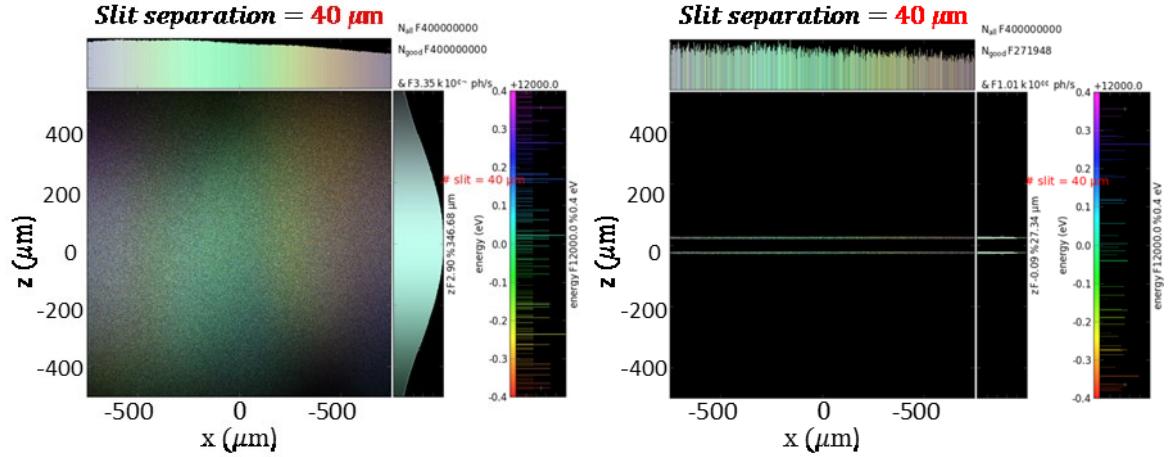 Slit separation = 40 μm
N_all F400000000
N_good F400000000
ph/s
+12000.0
0.4
0.3
0.2
0.1
0.0
-0.1
-0.2
-0.3
-0.4
energy (eV)
energy F12000.0 %0.4 eV
# slit = 40 μm
z F2.90 %346.68 μm
400
200
0
-200
-400
z (μm)
-500
0
-500
x (μm)
Slit separation = 40 μm
N_all F400000000
N_good F271948
ph/s
+12000.0
0.4
0.3
0.2
0.1
0.0
-0.1
-0.2
-0.3
-0.4
energy (eV)
energy F12000.0 %0.4 eV
# slit = 40 μm
z F-0.09 %27.34 μm
400
200
0
-200
-400
z (μm)
-500
0
-500
x (μm)